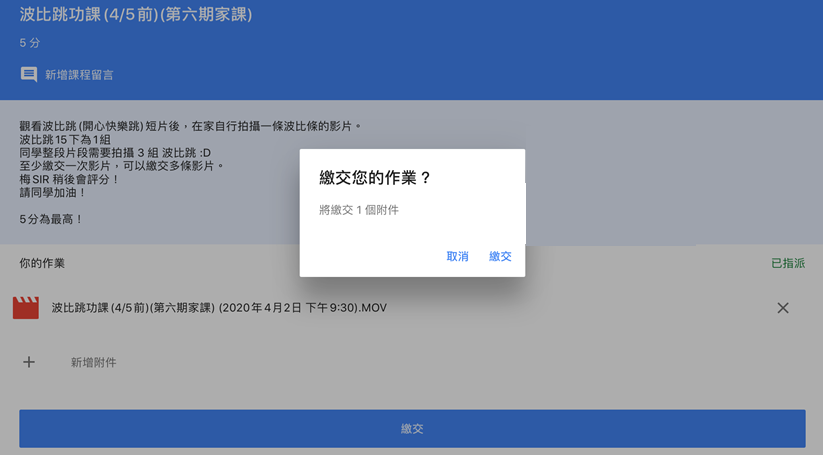 波比跳功課(4/5前)(第六期家課)
5 分
新增課程留言
觀看波比跳(開心快樂跳)短片後，在家自行拍攝一條波比條的影片。
波比跳15下為1組
同學整段片段需要拍攝 3 組 波比跳 :D
至少繳交一次影片，可以繳交多條影片。
梅SIR 稍後會評分！
請同學加油！
5分為最高！
繳交您的作業？
將繳交 1 個附件
取消 繳交
你的作業 已指派
波比跳功課(4/5前)(第六期家課) (2020年4月2日 下午9:30).MOV
新增附件
繳交